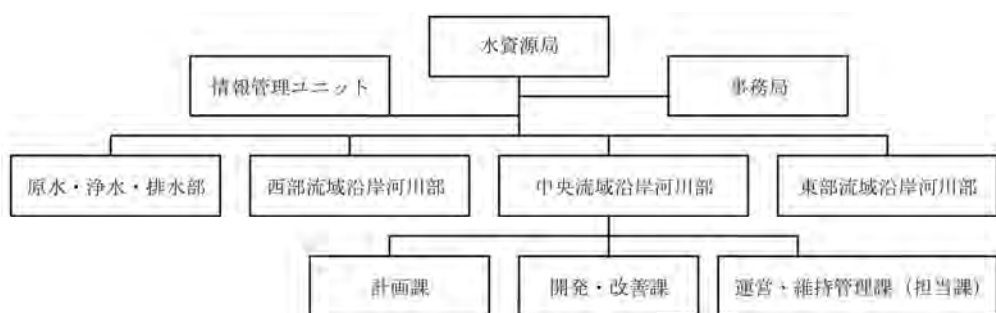 水資源局
情報管理ユニット
事務局
原水・浄水・排水部
西部流域沿岸河川部
中央流域沿岸河川部
東部流域沿岸河川部
計画課
開発・改善課
運営、維持管理課（担当課）